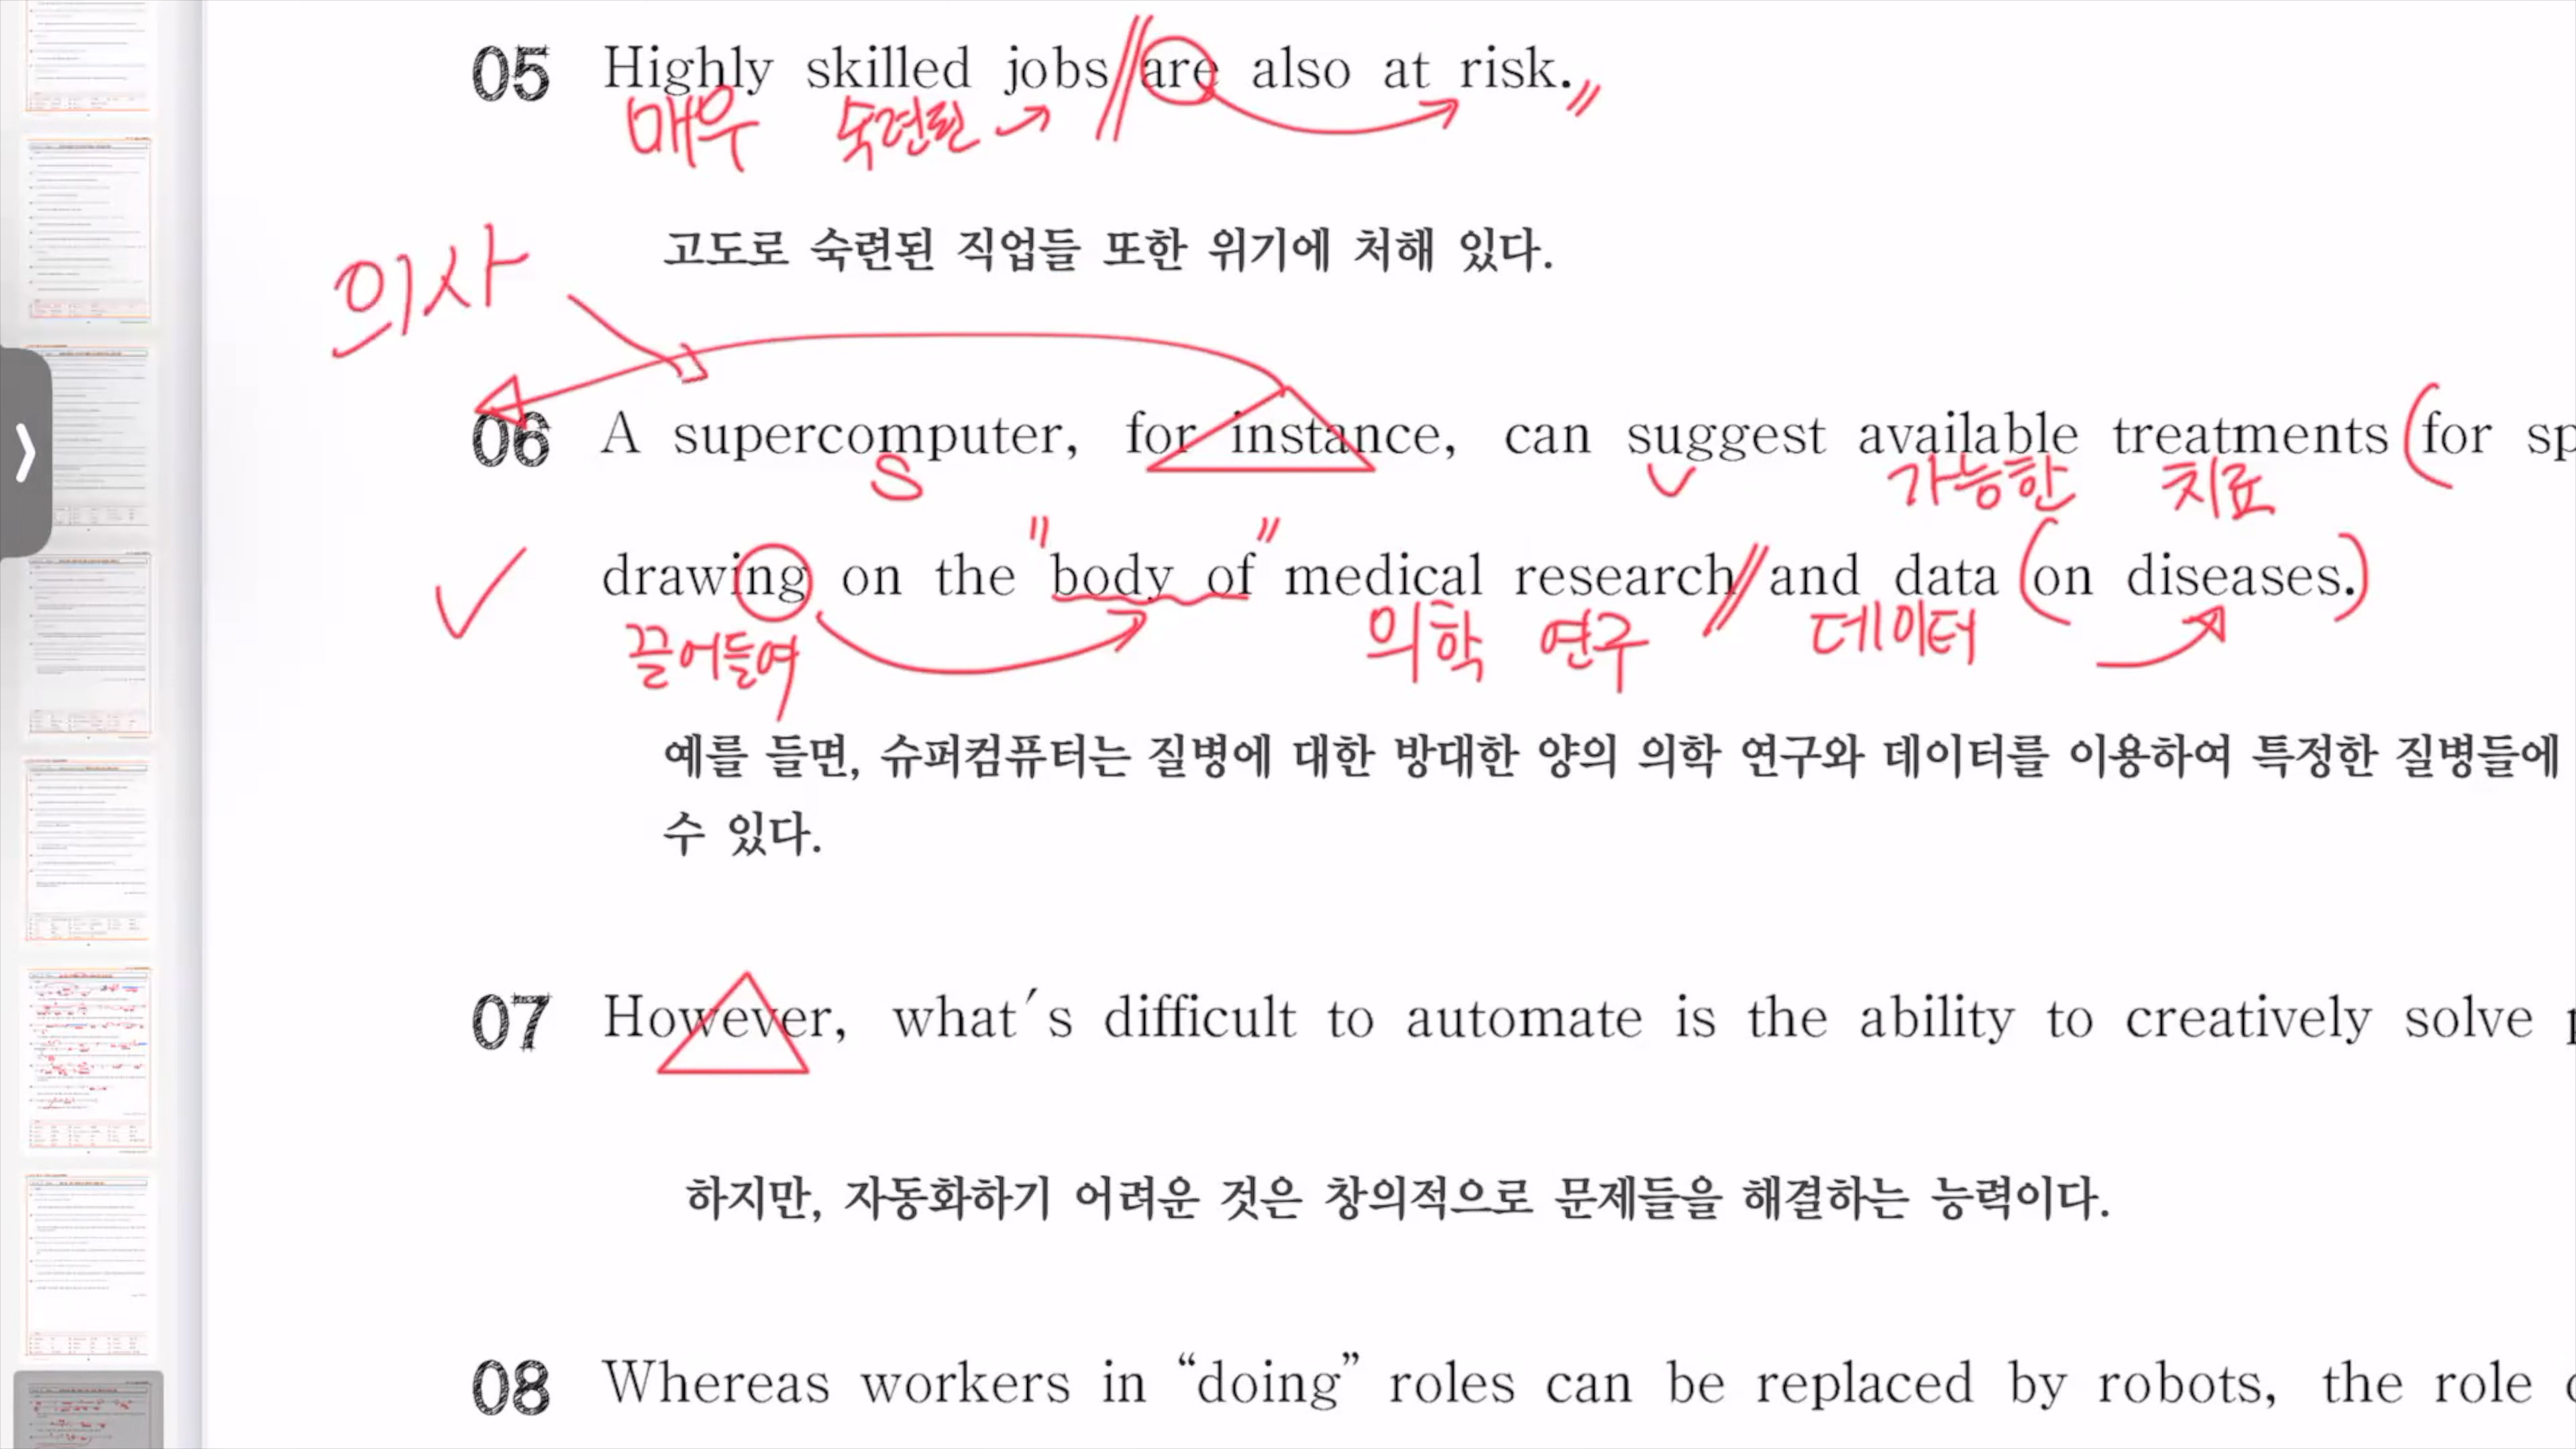 05 Highly skilled jobs are also at risk.
매우 숙련된
고도로 숙련된 직업들 또한 위기에 처해 있다.
의사
06 A supercomputer, for instance, can suggest available treatments for sp
S 가능한 치료
drawing on the "body of" medical research and data (on diseases.)
끌어들여 의학 연구 데이터
예를 들면, 슈퍼컴퓨터는 질병에 대한 방대한 양의 의학 연구와 데이터를 이용하여 특정한 질병들에
수 있다.
07 However, what's difficult to automate is the ability to creatively solve
하지만, 자동화하기 어려운 것은 창의적으로 문제들을 해결하는 능력이다.
08 Whereas workers in “doing” roles can be replaced by robots, the role